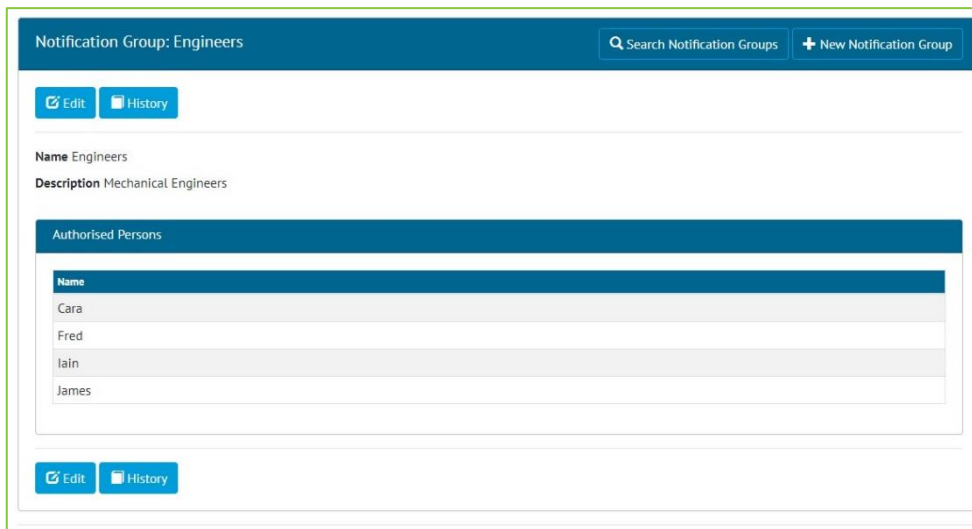 Notification Group: Engineers
Search Notification Groups
New Notification Group
Edit
History
Name Engineers
Description Mechanical Engineers
Authorised Persons
Name
Cara
Fred
Iain
James
Edit
History